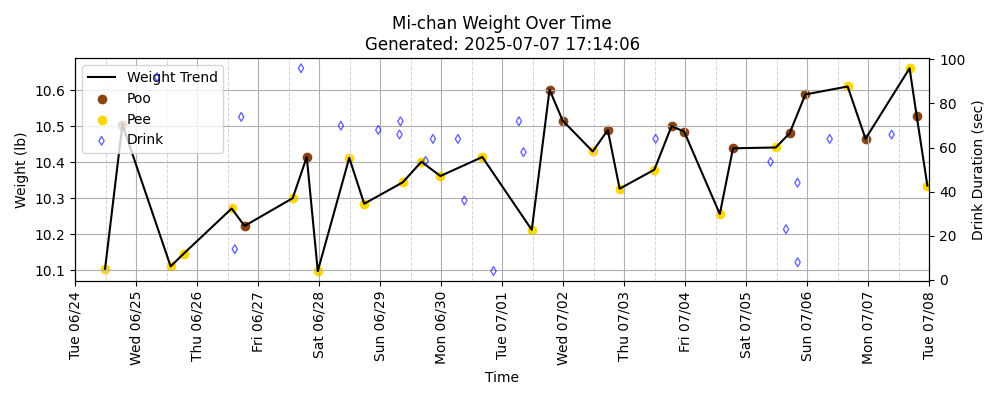 Mi-chan Weight Over Time
Generated: 2025-07-07 17:14:06
Weight Trend
Poo
Pee
Drink
Weight (lb)
10.6
10.5
10.4
10.3
10.2
10.1
100
80
60
40
20
0
Drink Duration (sec)
Tue 06/24
Wed 06/25
Thu 06/26
Fri 06/27
Sat 06/28
Sun 06/29
Mon 06/30
Tue 07/01
Wed 07/02
Thu 07/03
Fri 07/04
Sat 07/05
Sun 07/06
Mon 07/07
Tue 07/08
Time